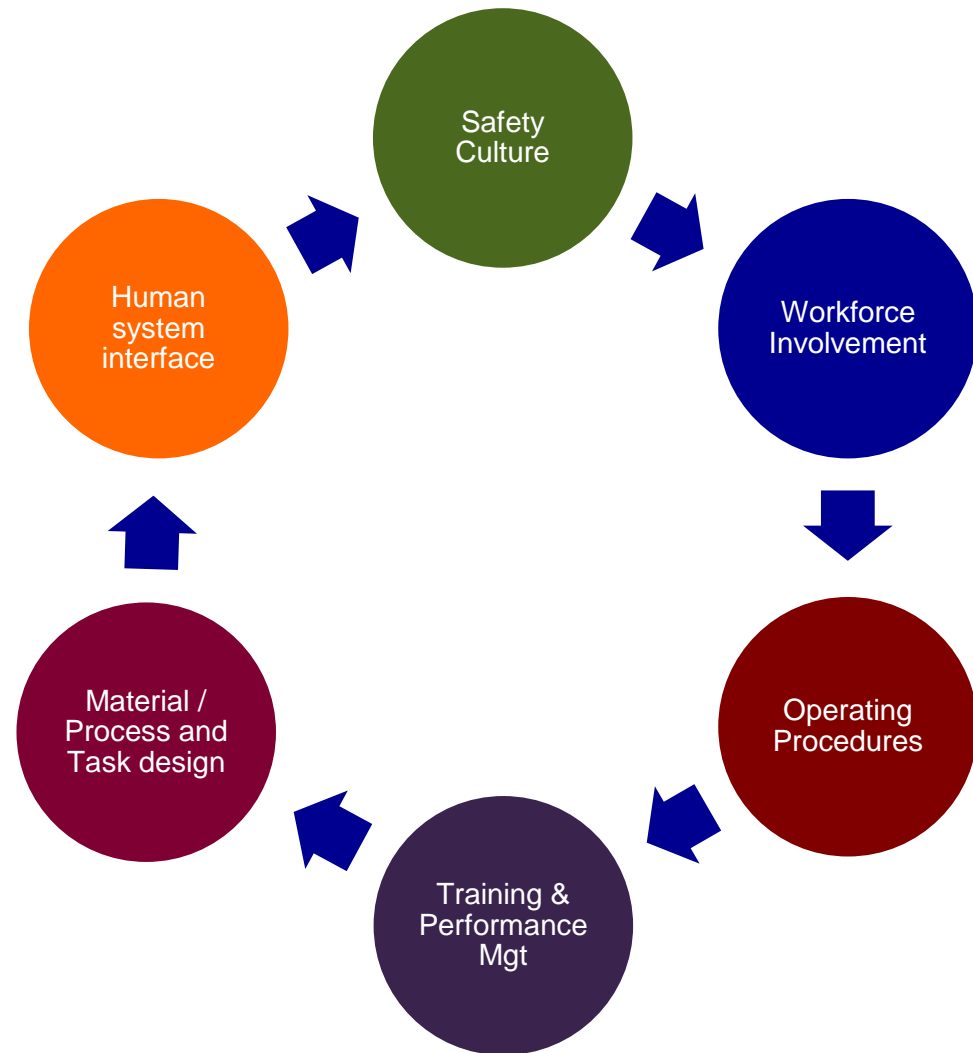 Safety
Culture
Workforce
Involvement
Operating
Procedures
Training &
Performance
Mgt
Material /
Process and
Task design
Human
system
interface